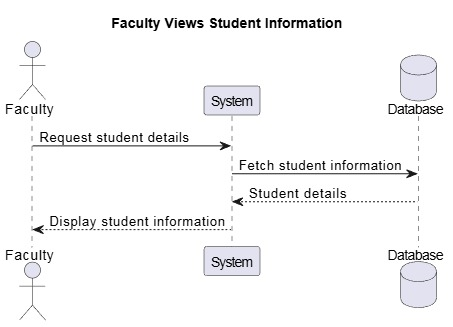 Faculty Views Student Information
Faculty
System
Database
Request student details
Fetch student information
Student details
Display student information
Faculty
System
Database